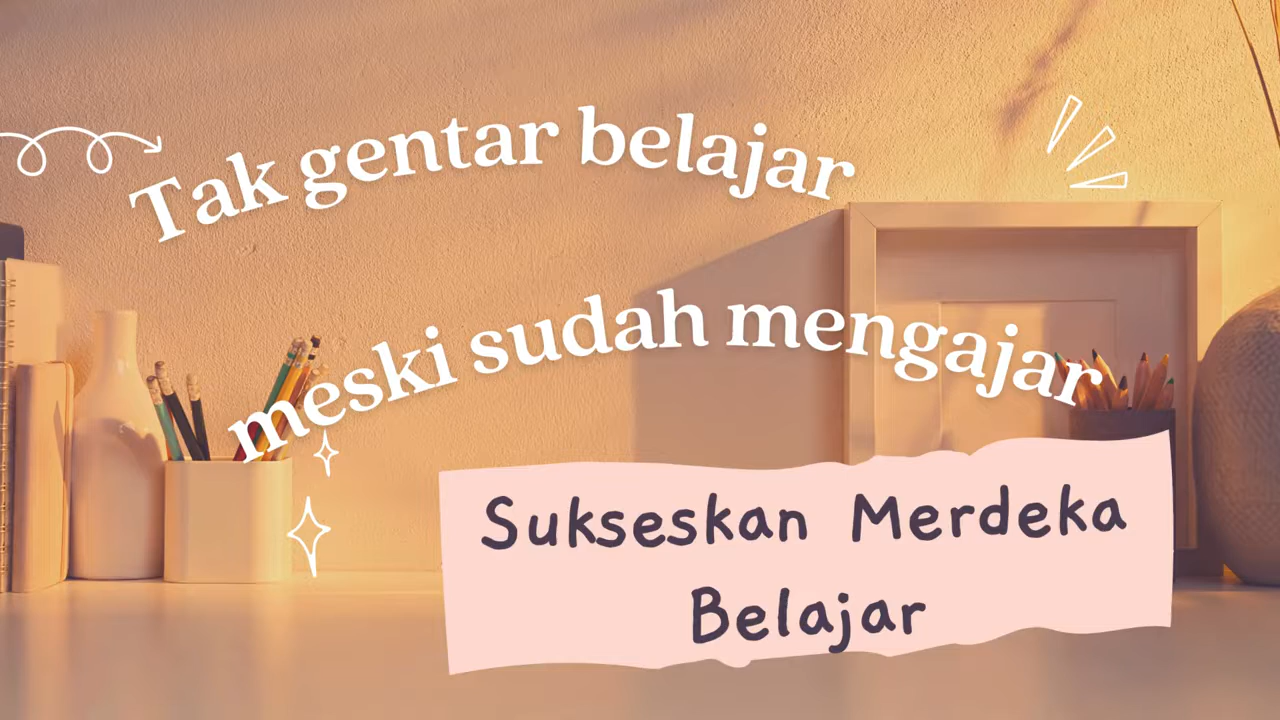 Tak gentar belajar
meski sudah mengajar
Sukseskan Merdeka
Belajar